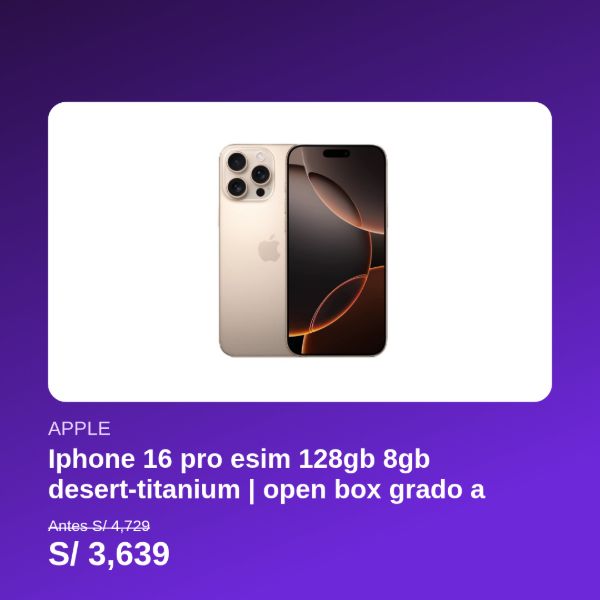 APPLE
Iphone 16 pro esim 128gb 8gb
desert-titanium | open box grado a
Antes S/ 4,729
S/ 3,639